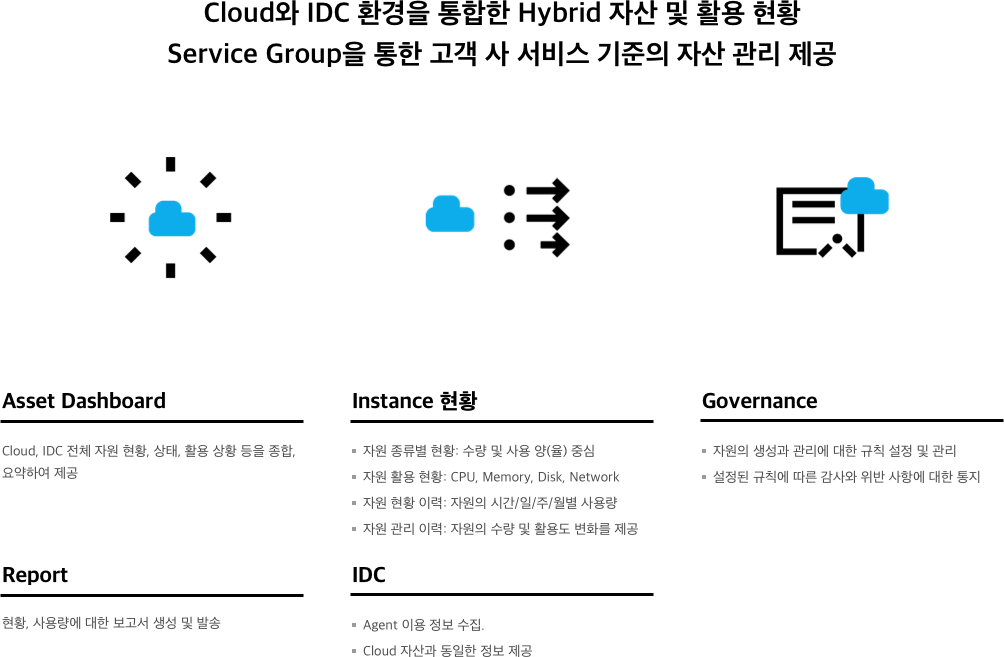 Cloud와 IDC 환경을 통합한 Hybrid 자산 및 활용 현황
Service Group을 통한 고객 사 서비스 기준의 자산 관리 제공
Asset Dashboard
Cloud, IDC 전체 자원 현황, 상태, 활용 상황 등을 종합,
요약하여 제공
Instance 현황
자원 종류별 현황: 수량 및 사용 양(율) 중심
자원 활용 현황: CPU, Memory, Disk, Network
자원 현황 이력: 자원의 시간/일/주/월별 사용량
자원 관리 이력: 자원의 수량 및 활용도 변화를 제공
Governance
자원의 생성과 관리에 대한 규칙 설정 및 관리
설정된 규칙에 따른 감사와 위반 사항에 대한 통지
Report
현황, 사용량에 대한 보고서 생성 및 발송
IDC
Agent 이용 정보 수집.
Cloud 자산과 동일한 정보 제공